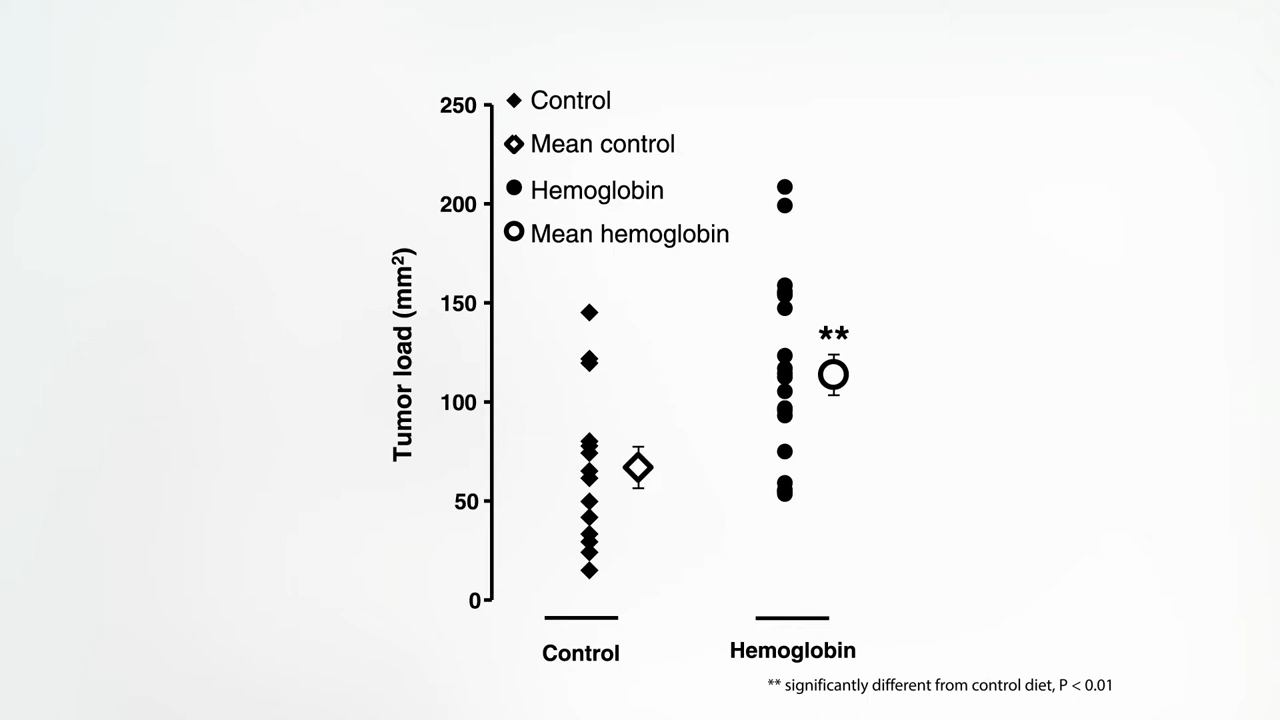 250
Control
Mean control
Hemoglobin
200
Mean hemoglobin
Tumor load (mm²)
150
**
100
50
0
Control
Hemoglobin
** significantly different from control diet, P < 0.01